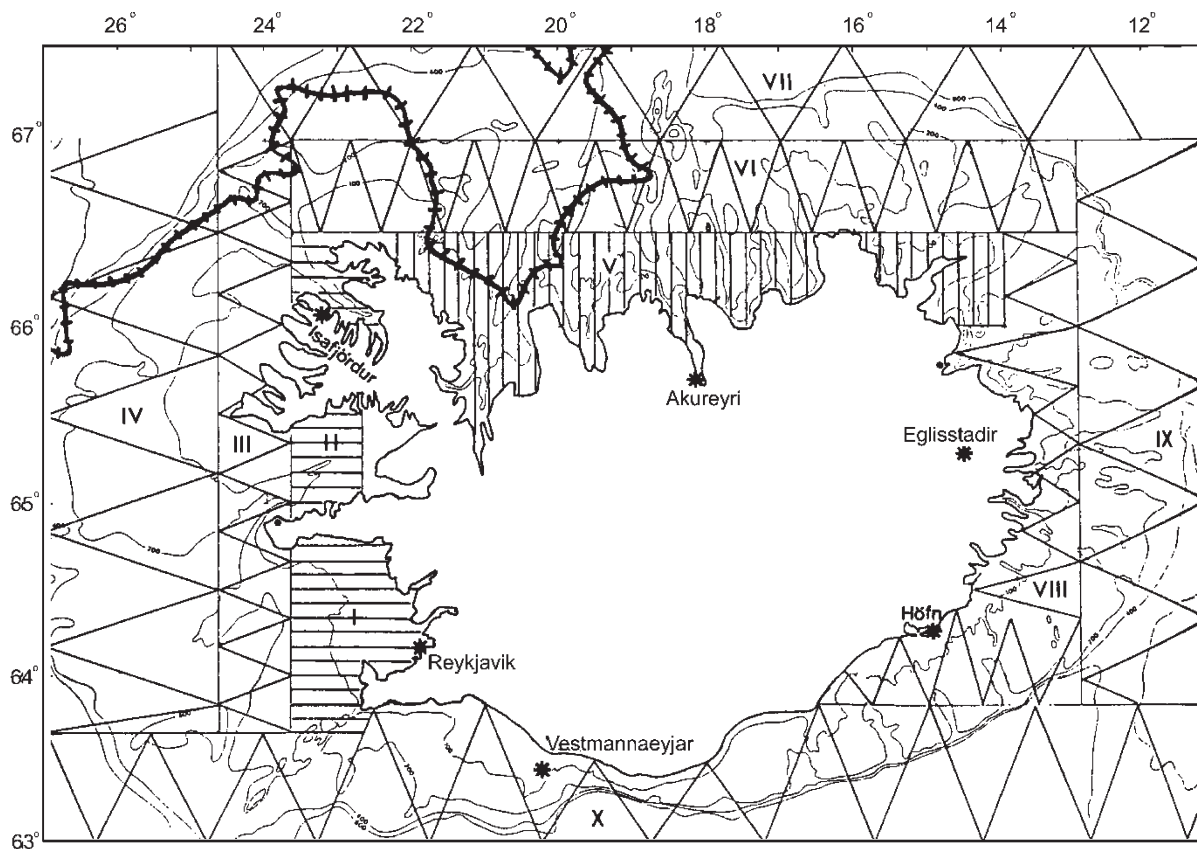 26° 24° 22° 20° 18° 16° 14° 12°
VII
67°
VI
V
66°
Isafjördur
Akureyri
IV
III
II
Eglisstadir
IX
65°
VIII
Höfn
I
Reykjavik
64°
Vestmannaeyjar
X
63°